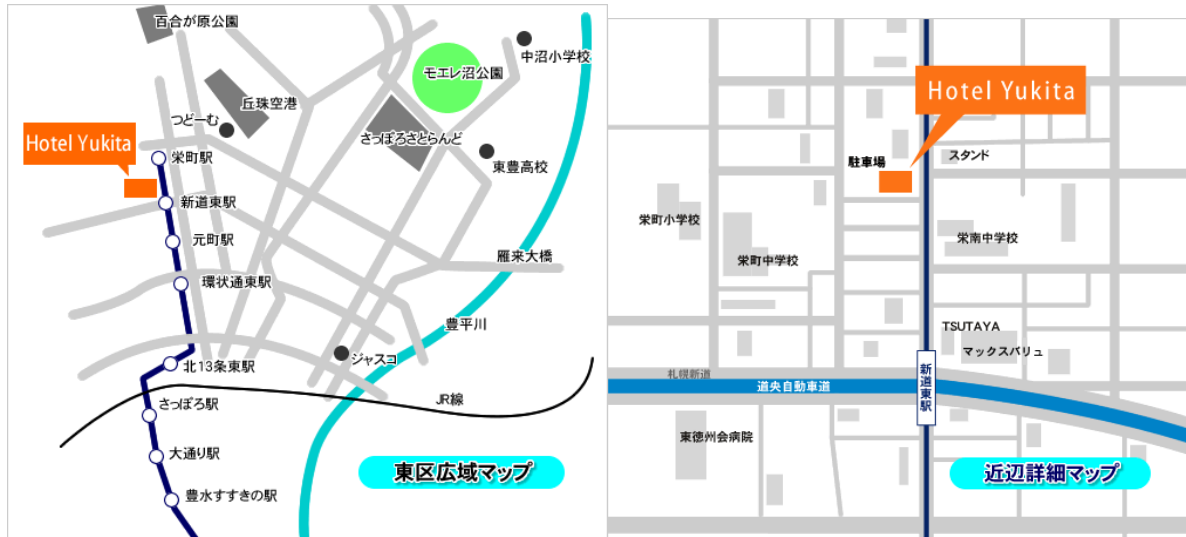 百合が原公園
中沼小学校
モエレ沼公園
丘珠空港
つどーむ
さっぽろさとらんど
Hotel Yukita
栄町駅
東豊高校
新道東駅
元町駅
雁来大橋
環状通東駅
豊平川
ジャスコ
北13条東駅
JR線
さっぽろ駅
大通り駅
東区広域マップ
豊水すすきの駅
Hotel Yukita
スタンド
駐車場
栄町小学校
栄南中学校
栄町中学校
TSUTAYA
マックスバリュ
札幌新道
道央自動車道
新道東駅
東徳州会病院
近辺詳細マップ